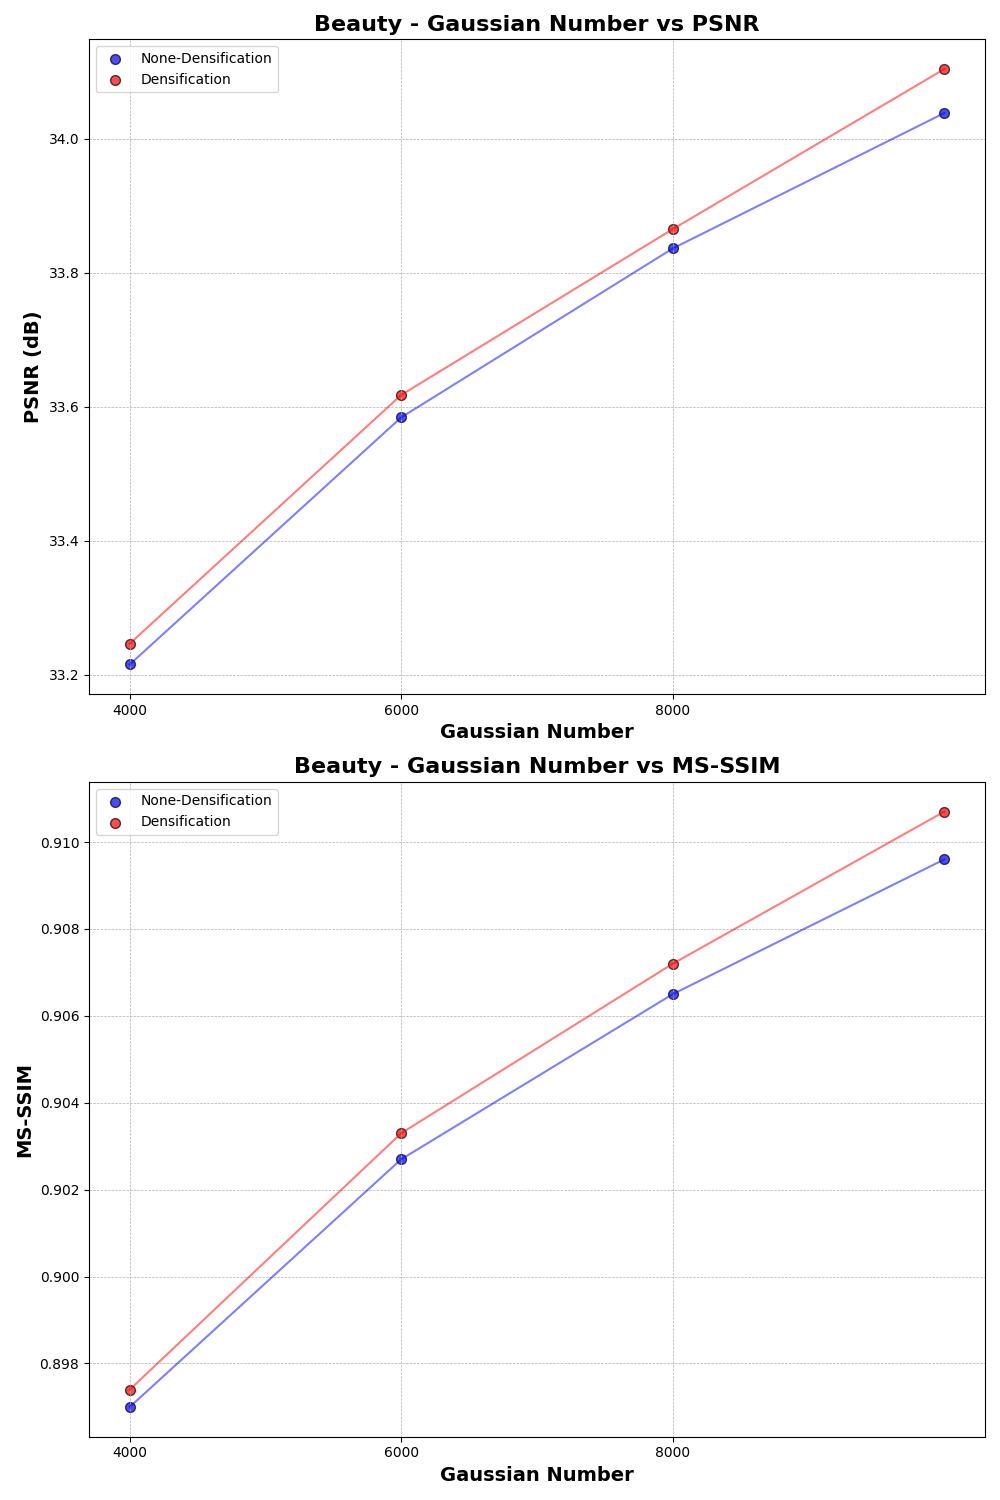 Beauty - Gaussian Number vs PSNR
None-Densification
Densification
34.0
33.8
33.6
33.4
33.2
PSNR (dB)
4000 6000 8000
Gaussian Number
Beauty - Gaussian Number vs MS-SSIM
None-Densification
Densification
0.910
0.908
0.906
0.904
0.902
0.900
0.898
MS-SSIM
4000 6000 8000
Gaussian Number